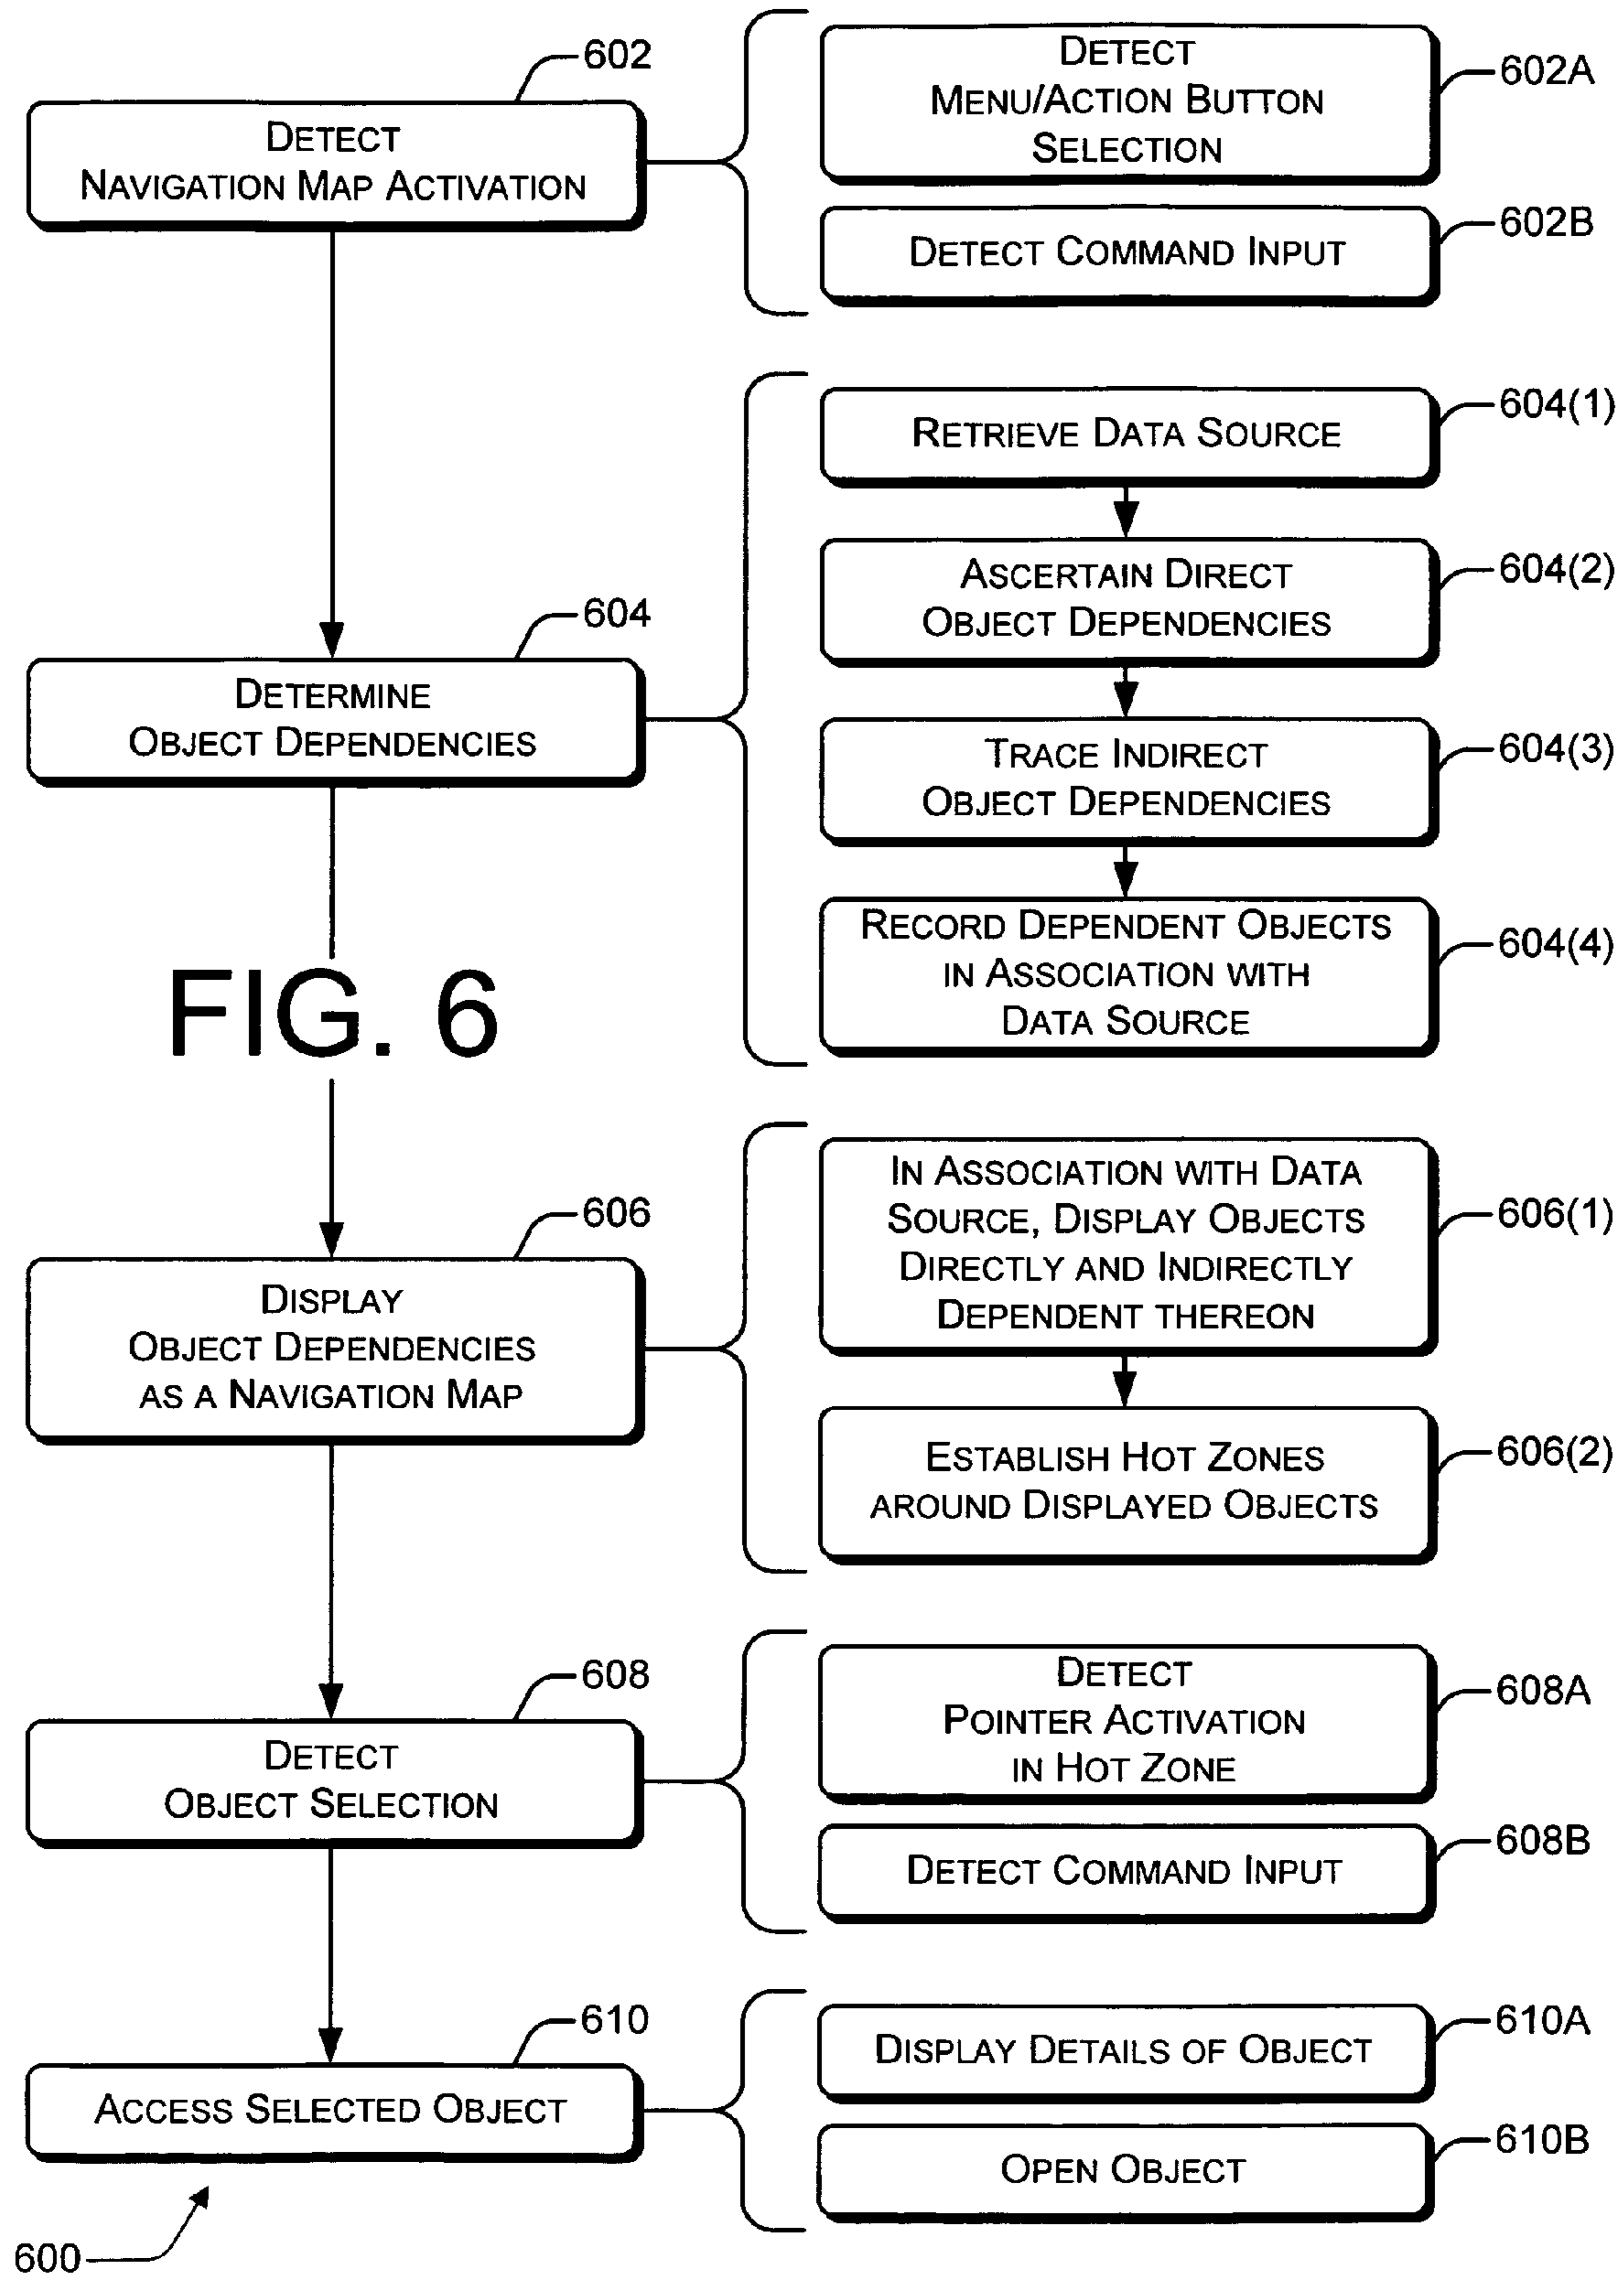 602
DETECT
NAVIGATION MAP ACTIVATION
DETECT
MENU/ACTION BUTTON
SELECTION
602A
DETECT COMMAND INPUT
602B
604
DETERMINE
OBJECT DEPENDENCIES
RETRIEVE DATA SOURCE
604(1)
ASCERTAIN DIRECT
OBJECT DEPENDENCIES
604(2)
TRACE INDIRECT
OBJECT DEPENDENCIES
604(3)
RECORD DEPENDENT OBJECTS
IN ASSOCIATION WITH
DATA SOURCE
604(4)
FIG. 6
606
DISPLAY
OBJECT DEPENDENCIES
AS A NAVIGATION MAP
IN ASSOCIATION WITH DATA
SOURCE, DISPLAY OBJECTS
DIRECTLY AND INDIRECTLY
DEPENDENT THEREON
606(1)
ESTABLISH HOT ZONES
AROUND DISPLAYED OBJECTS
606(2)
608
DETECT
OBJECT SELECTION
DETECT
POINTER ACTIVATION
IN HOT ZONE
608A
DETECT COMMAND INPUT
608B
610
ACCESS SELECTED OBJECT
DISPLAY DETAILS OF OBJECT
610A
OPEN OBJECT
610B
600